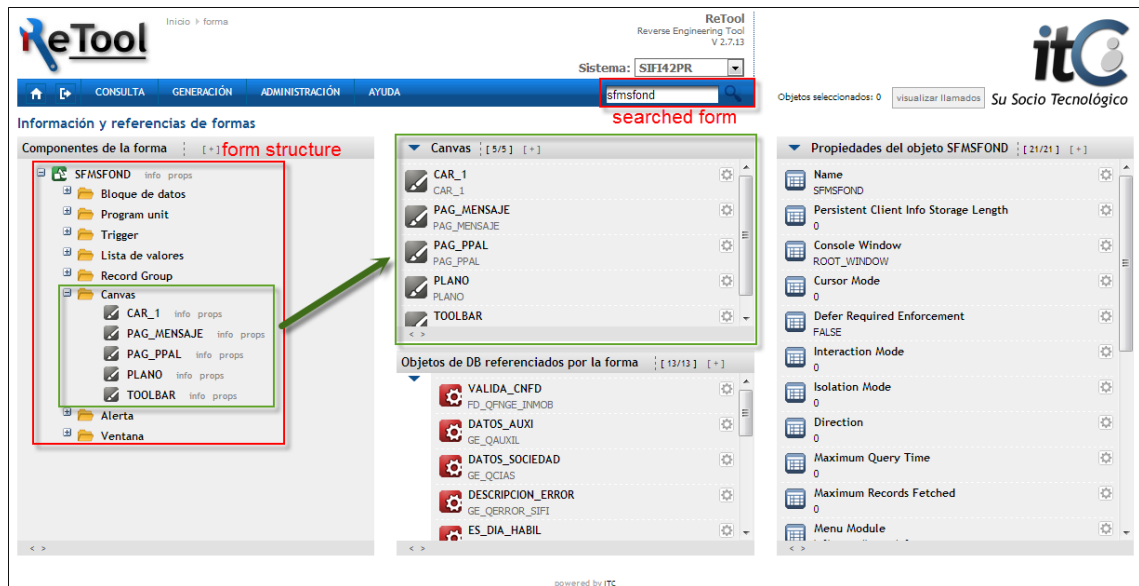 ReTool
Inicio > forma
ReTool
Reverse Engineering Tool
V 2.7.13
Sistema: SIFI42PR
itC
Su Socio Tecnológico
CONSULTA GENERACIÓN ADMINISTRACIÓN AYUDA
sfmsfond
searched form
Objetos seleccionados: 0 visualizar llamados
Información y referencias de formas
Componentes de la forma [+] form structure
SFMSFOND info props
Bloque de datos
Program unit
Trigger
Lista de valores
Record Group
Canvas
CAR_1 info props
PAG_MENSAJE info props
PAG_PPAL info props
PLANO info props
TOOLBAR info props
Alerta
Ventana
< >
Canvas [5/5] [+]
CAR_1
CAR_1
PAG_MENSAJE
PAG_MENSAJE
PAG_PPAL
PAG_PPAL
PLANO
PLANO
TOOLBAR
< >
Objetos de DB referenciados por la forma [13/13] [+]
VALIDA_CNFD
FD_QFNGE_INMOB
DATOS_AUXI
GE_QAUXIL
DATOS_SOCIEDAD
GE_QCIAS
DESCRIPCION_ERROR
GE_QERROR_SIFI
ES_DIA_HABIL
< >
Propiedades del objeto SFMSFOND [21/21] [+]
Name
SFMSFOND
Persistent Client Info Storage Length
0
Console Window
ROOT_WINDOW
Cursor Mode
0
Defer Required Enforcement
FALSE
Interaction Mode
0
Isolation Mode
0
Direction
0
Maximum Query Time
0
Maximum Records Fetched
0
Menu Module
< >
powered by ITC